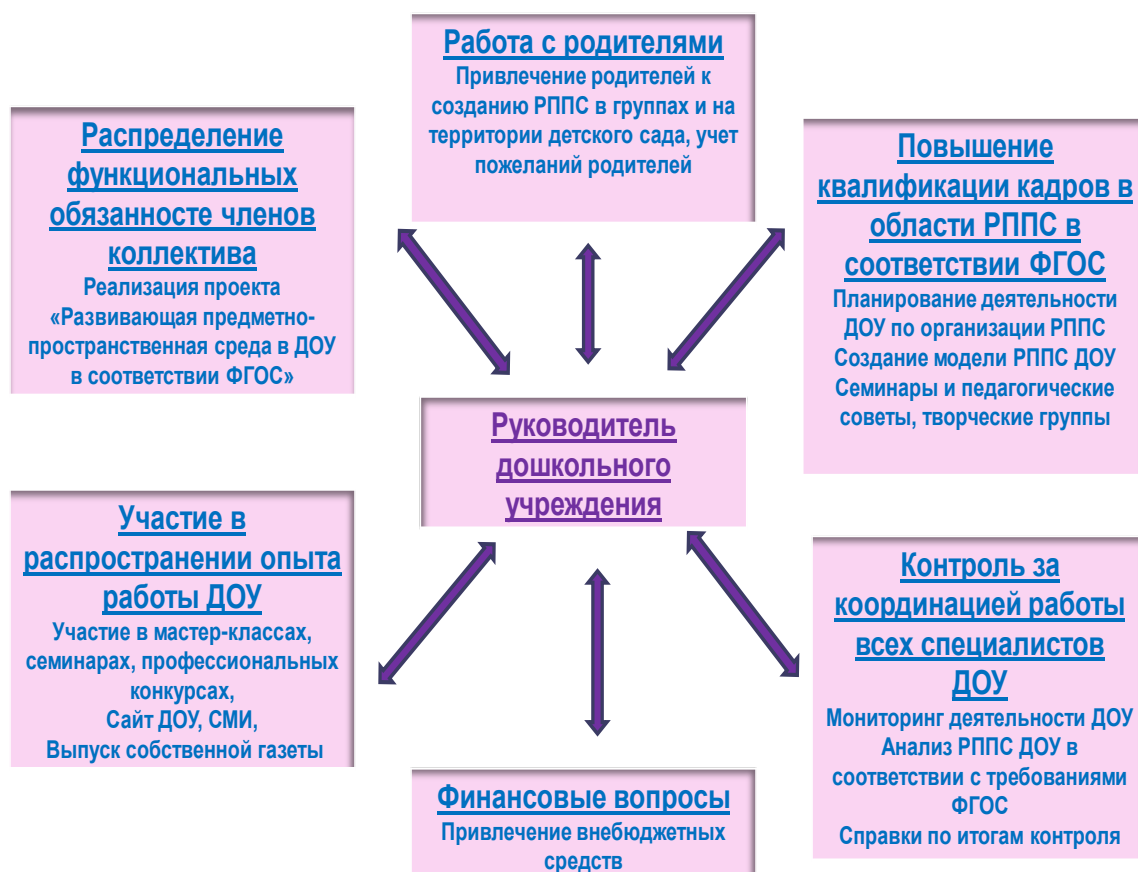 Работа с родителями
Привлечение родителей к
созданию РППС в группах и на
территории детского сада, учет
пожеланий родителей
Распределение
функциональных
обязанносте членов
коллектива
Реализация проекта
«Развивающая предметно-
пространственная среда в ДОУ
в соответствии ФГОС»
Повышение
квалификации кадров в
области РППС в
соответствии ФГОС
Планирование деятельности
ДОУ по организации РППС
Создание модели РППС ДОУ
Семинары и педагогические
советы, творческие группы
Руководитель
дошкольного
учреждения
Участие в
распространении опыта
работы ДОУ
Участие в мастер-классах,
семинарах, профессиональных
конкурсах,
Сайт ДОУ, СМИ,
Выпуск собственной газеты
Контроль за
координацией работы
всех специалистов
ДОУ
Мониторинг деятельности ДОУ
Анализ РППС ДОУ в
соответствии с требованиями
ФГОС
Справки по итогам контроля
Финансовые вопросы
Привлечение внебюджетных
средств